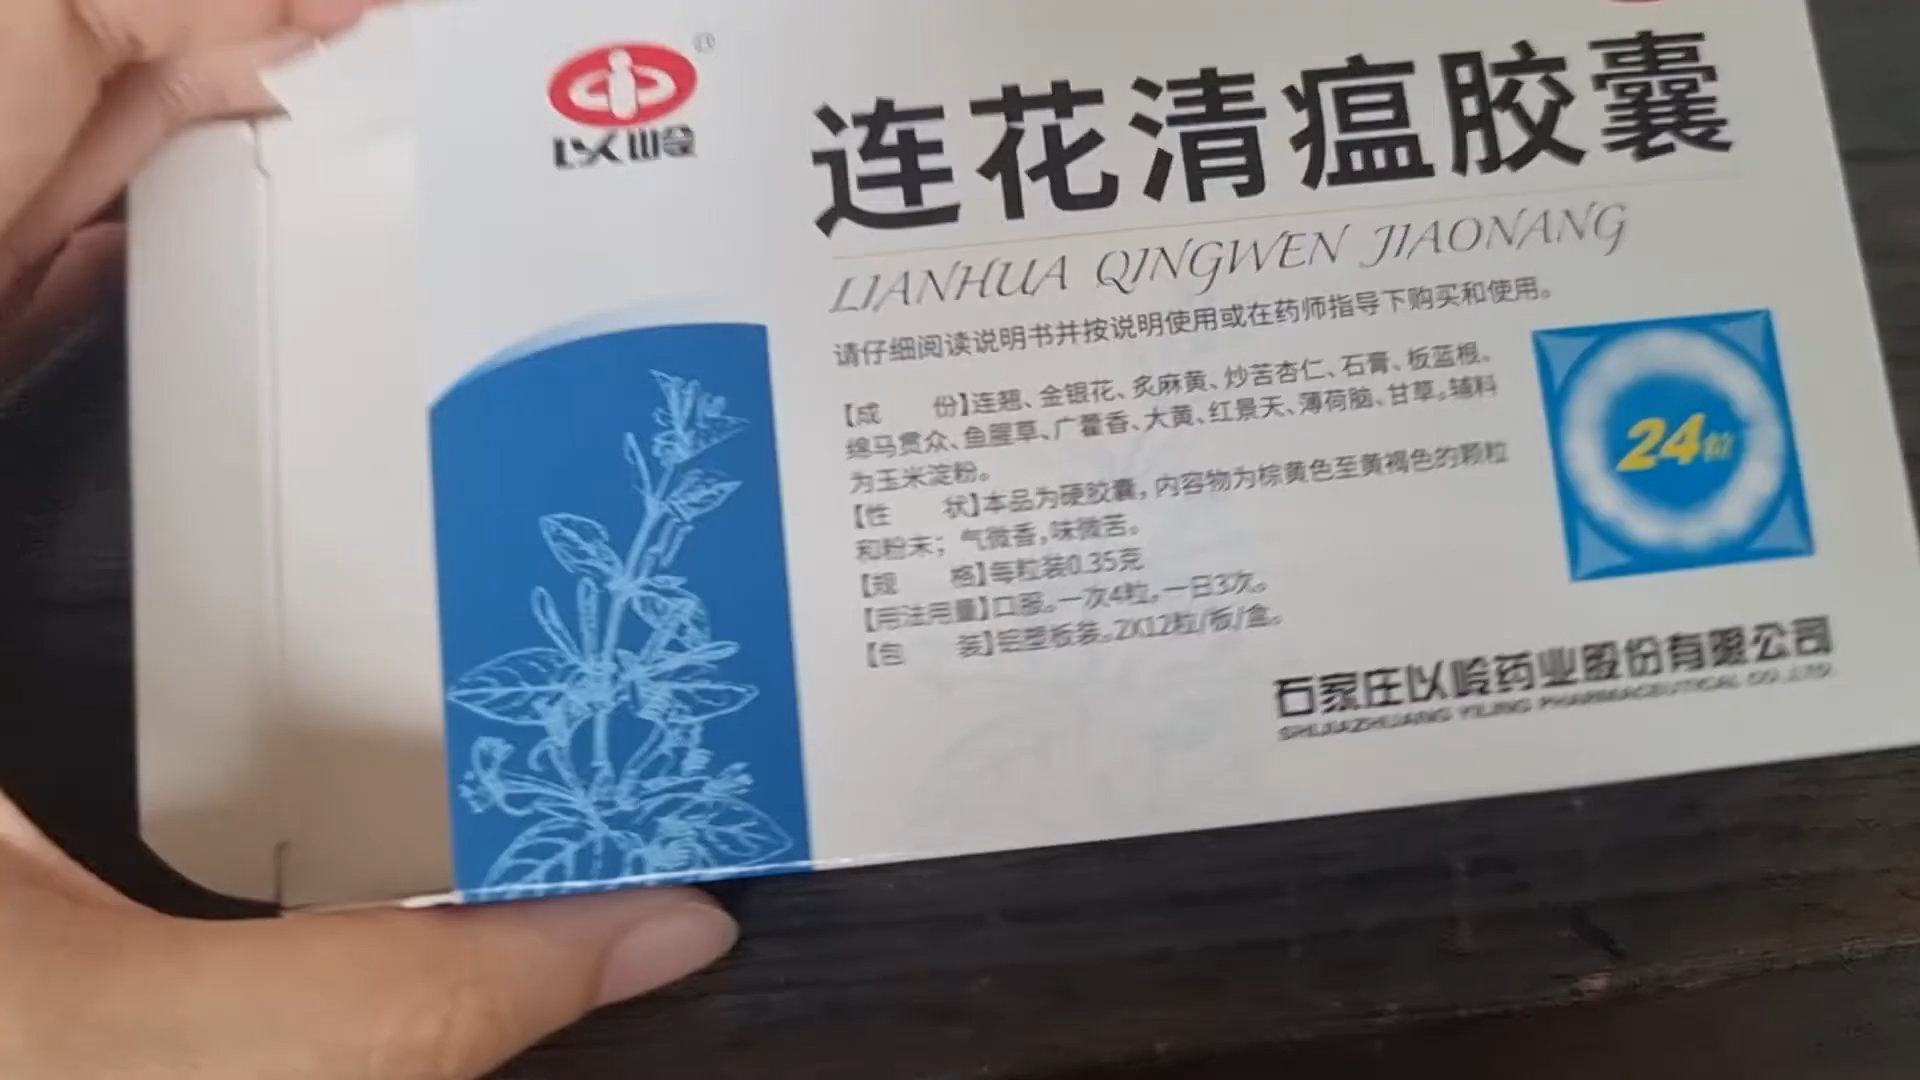 以岭
®
连花清瘟胶囊
LIANHUA QINGWEN JIAONANG
请仔细阅读说明书并按说明使用或在药师指导下购买和使用。
【成 份】连翘、金银花、炙麻黄、炒苦杏仁、石膏、板蓝根、
绵马贯众、鱼腥草、广藿香、大黄、红景天、薄荷脑、甘草。辅料
为玉米淀粉。
【性 状】本品为硬胶囊，内容物为棕黄色至黄褐色的颗粒
和粉末；气微香，味微苦。
【规 格】每粒装0.35克
【用法用量】口服。一次4粒，一日3次。
【包 装】铝塑板装。2X12粒/板/盒。
24粒
石家庄以岭药业股份有限公司
SHIJIAZHUANG YILING PHARMACEUTICAL CO.,LTD.